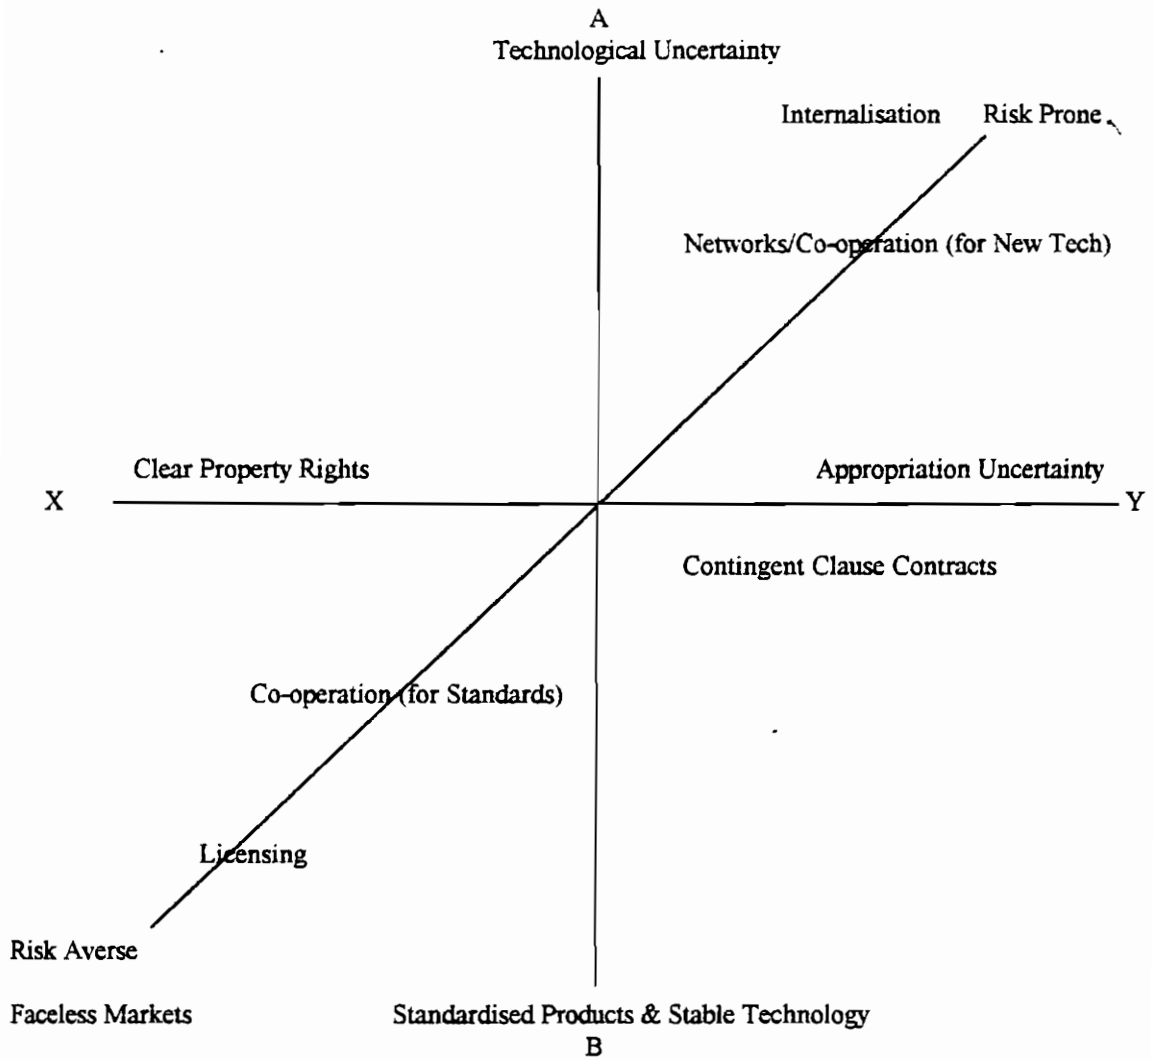 A
Technological Uncertainty
Internalisation Risk Prone
Networks/Co-operation (for New Tech)
Clear Property Rights Appropriation Uncertainty
X Y
Contingent Clause Contracts
Co-operation (for Standards)
Licensing
Risk Averse
Faceless Markets Standardised Products & Stable Technology
B